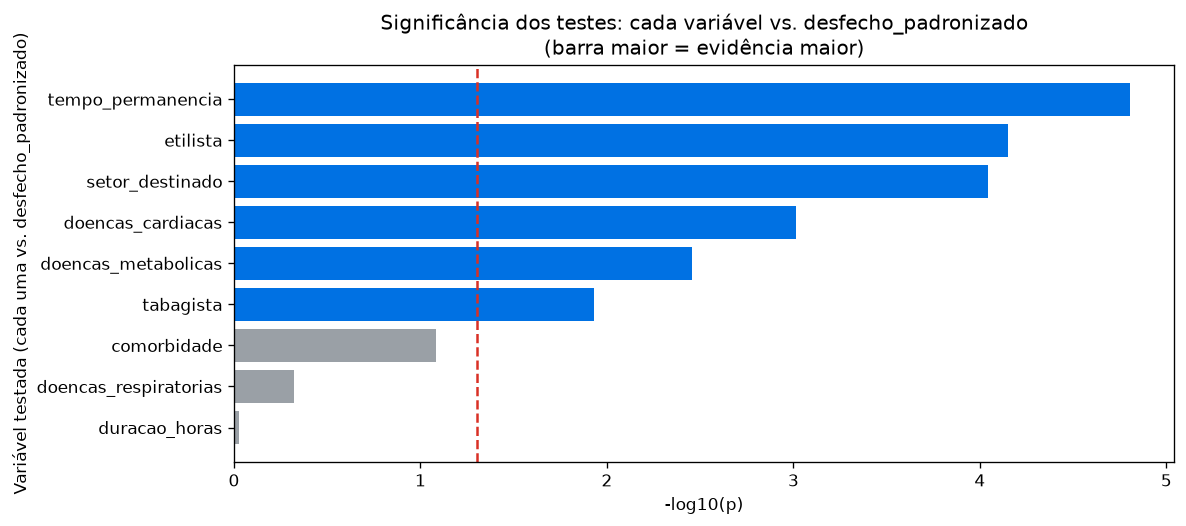 Significância dos testes: cada variável vs. desfecho_padronizado
(barra maior = evidência maior)
Variável testada (cada uma vs. desfecho_padronizado)
tempo_permanencia
etilista
setor_destinado
doencas_cardiacas
doencas_metabolicas
tabagista
comorbidade
doencas_respiratorias
duracao_horas
0 1 2 3 4 5
-log10(p)